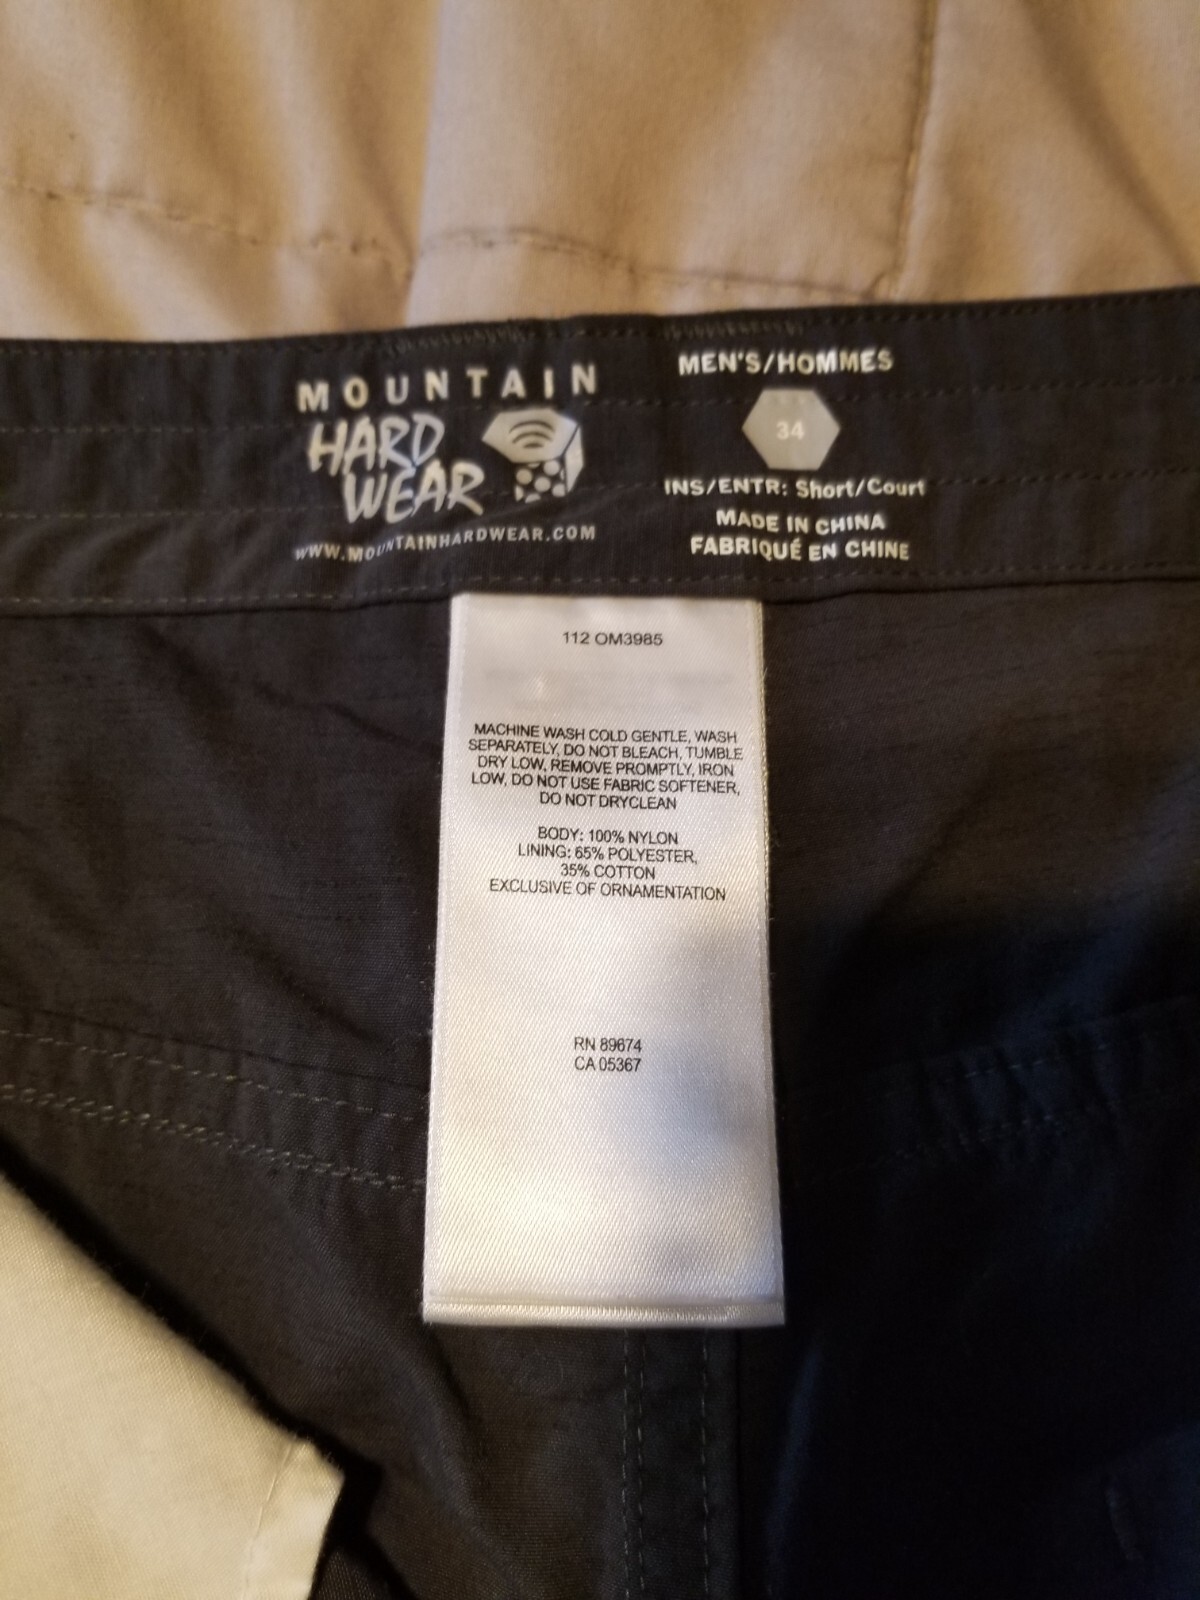 MOUNTAIN
HARD
WEAR
WWW.MOUNTAINHARDWEAR.COM
MEN'S/HOMMES
34
INS/ENTR: Short/Court
MADE IN CHINA
FABRIQUÉ EN CHINE
112 OM3985
MACHINE WASH COLD GENTLE, WASH
SEPARATELY, DO NOT BLEACH, TUMBLE
DRY LOW, REMOVE PROMPTLY, IRON
LOW, DO NOT USE FABRIC SOFTENER,
DO NOT DRYCLEAN
BODY: 100% NYLON
LINING: 65% POLYESTER,
35% COTTON
EXCLUSIVE OF ORNAMENTATION
RN 89674
CA 05367